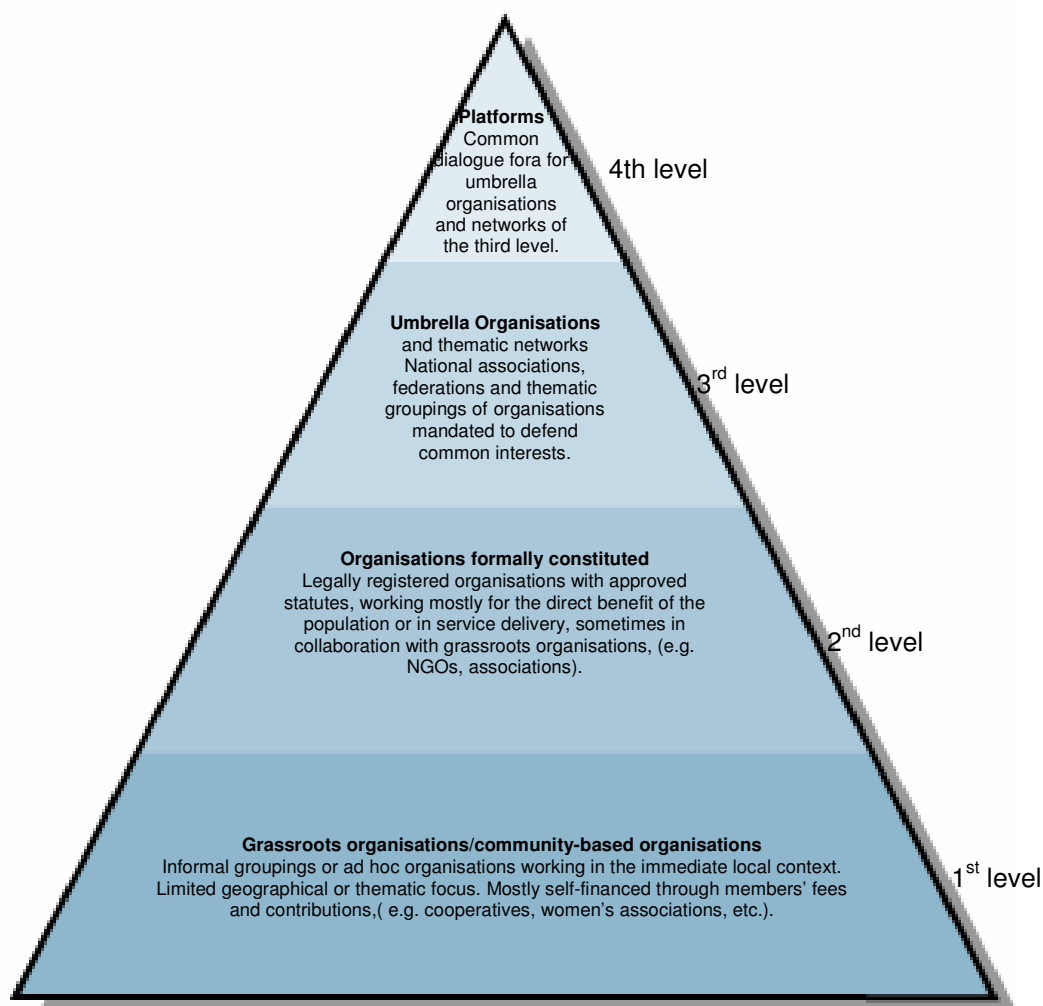 Platforms
Common
dialogue fora for
umbrella
organisations
and networks of
the third level.
4th level
Umbrella Organisations
and thematic networks
National associations,
federations and thematic
groupings of organisations
mandated to defend
common interests.
3rd level
Organisations formally constituted
Legally registered organisations with approved
statutes, working mostly for the direct benefit of the
population or in service delivery, sometimes in
collaboration with grassroots organisations, (e.g.
NGOs, associations).
2nd level
Grassroots organisations/community-based organisations
Informal groupings or ad hoc organisations working in the immediate local context.
Limited geographical or thematic focus. Mostly self-financed through members’ fees
and contributions,( e.g. cooperatives, women’s associations, etc.).
1st level